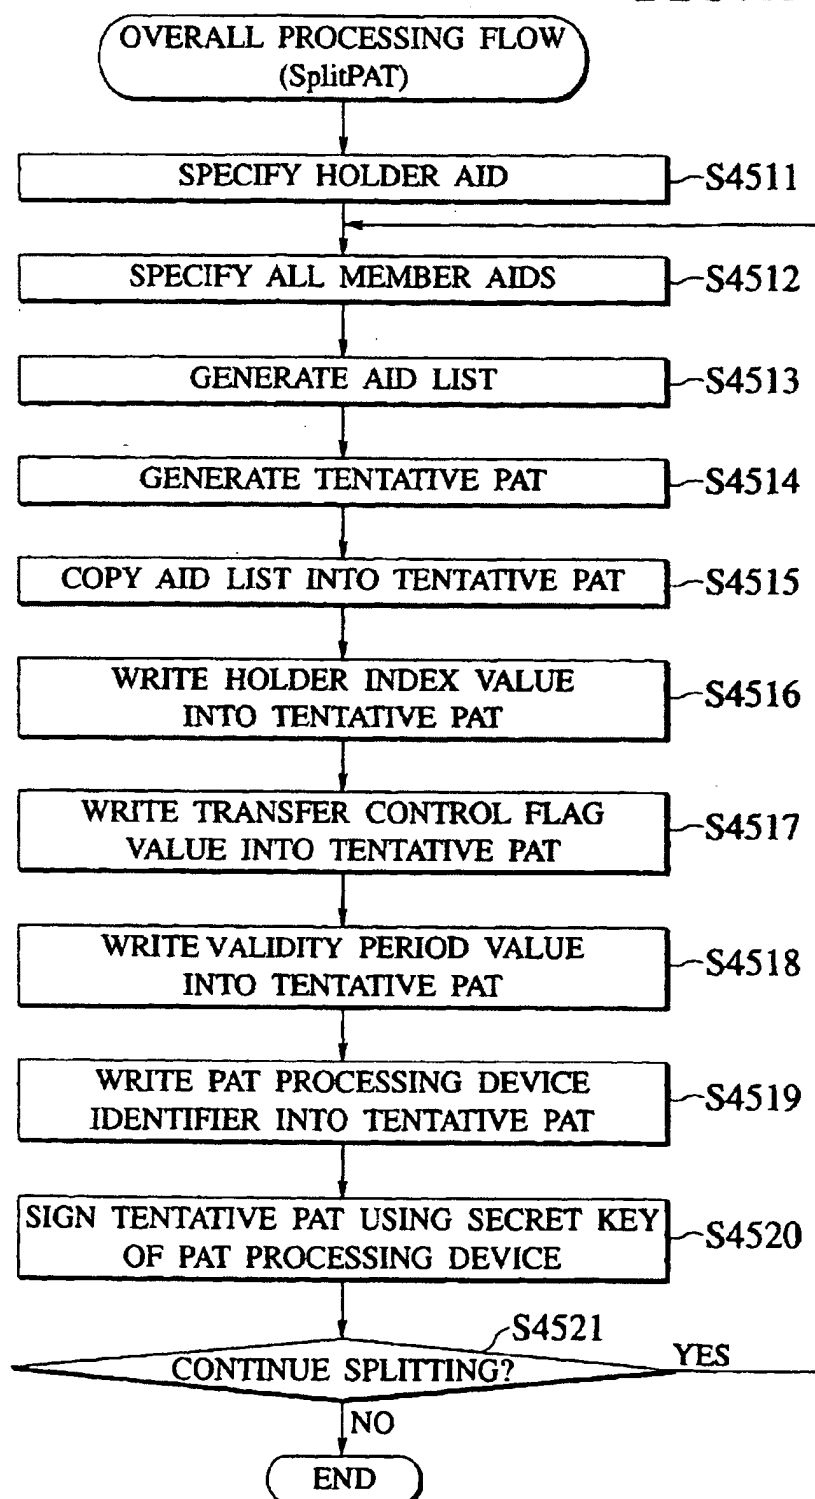 OVERALL PROCESSING FLOW
(SplitPAT)
SPECIFY HOLDER AID
S4511
SPECIFY ALL MEMBER AIDS
S4512
GENERATE AID LIST
S4513
GENERATE TENTATIVE PAT
S4514
COPY AID LIST INTO TENTATIVE PAT
S4515
WRITE HOLDER INDEX VALUE
INTO TENTATIVE PAT
S4516
WRITE TRANSFER CONTROL FLAG
VALUE INTO TENTATIVE PAT
S4517
WRITE VALIDITY PERIOD VALUE
INTO TENTATIVE PAT
S4518
WRITE PAT PROCESSING DEVICE
IDENTIFIER INTO TENTATIVE PAT
S4519
SIGN TENTATIVE PAT USING SECRET KEY
OF PAT PROCESSING DEVICE
S4520
S4521
CONTINUE SPLITTING?
YES
NO
END